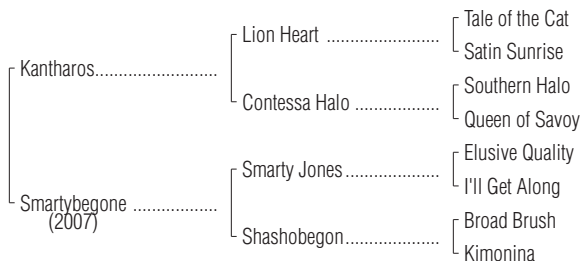 Tale of the Cat
Lion Heart ......................
Satin Sunrise
Kantharos........................
Southern Halo
Contessa Halo .................
Queen of Savoy
Elusive Quality
Smarty Jones...................
I'll Get Along
Smartybegone .................
(2007)
Broad Brush
Shashobegon...................
Kimonina